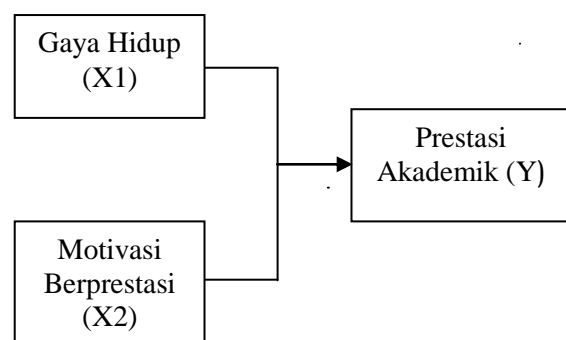 Gaya Hidup
(X1)
Prestasi
Akademik (Y)
Motivasi
Berprestasi
(X2)